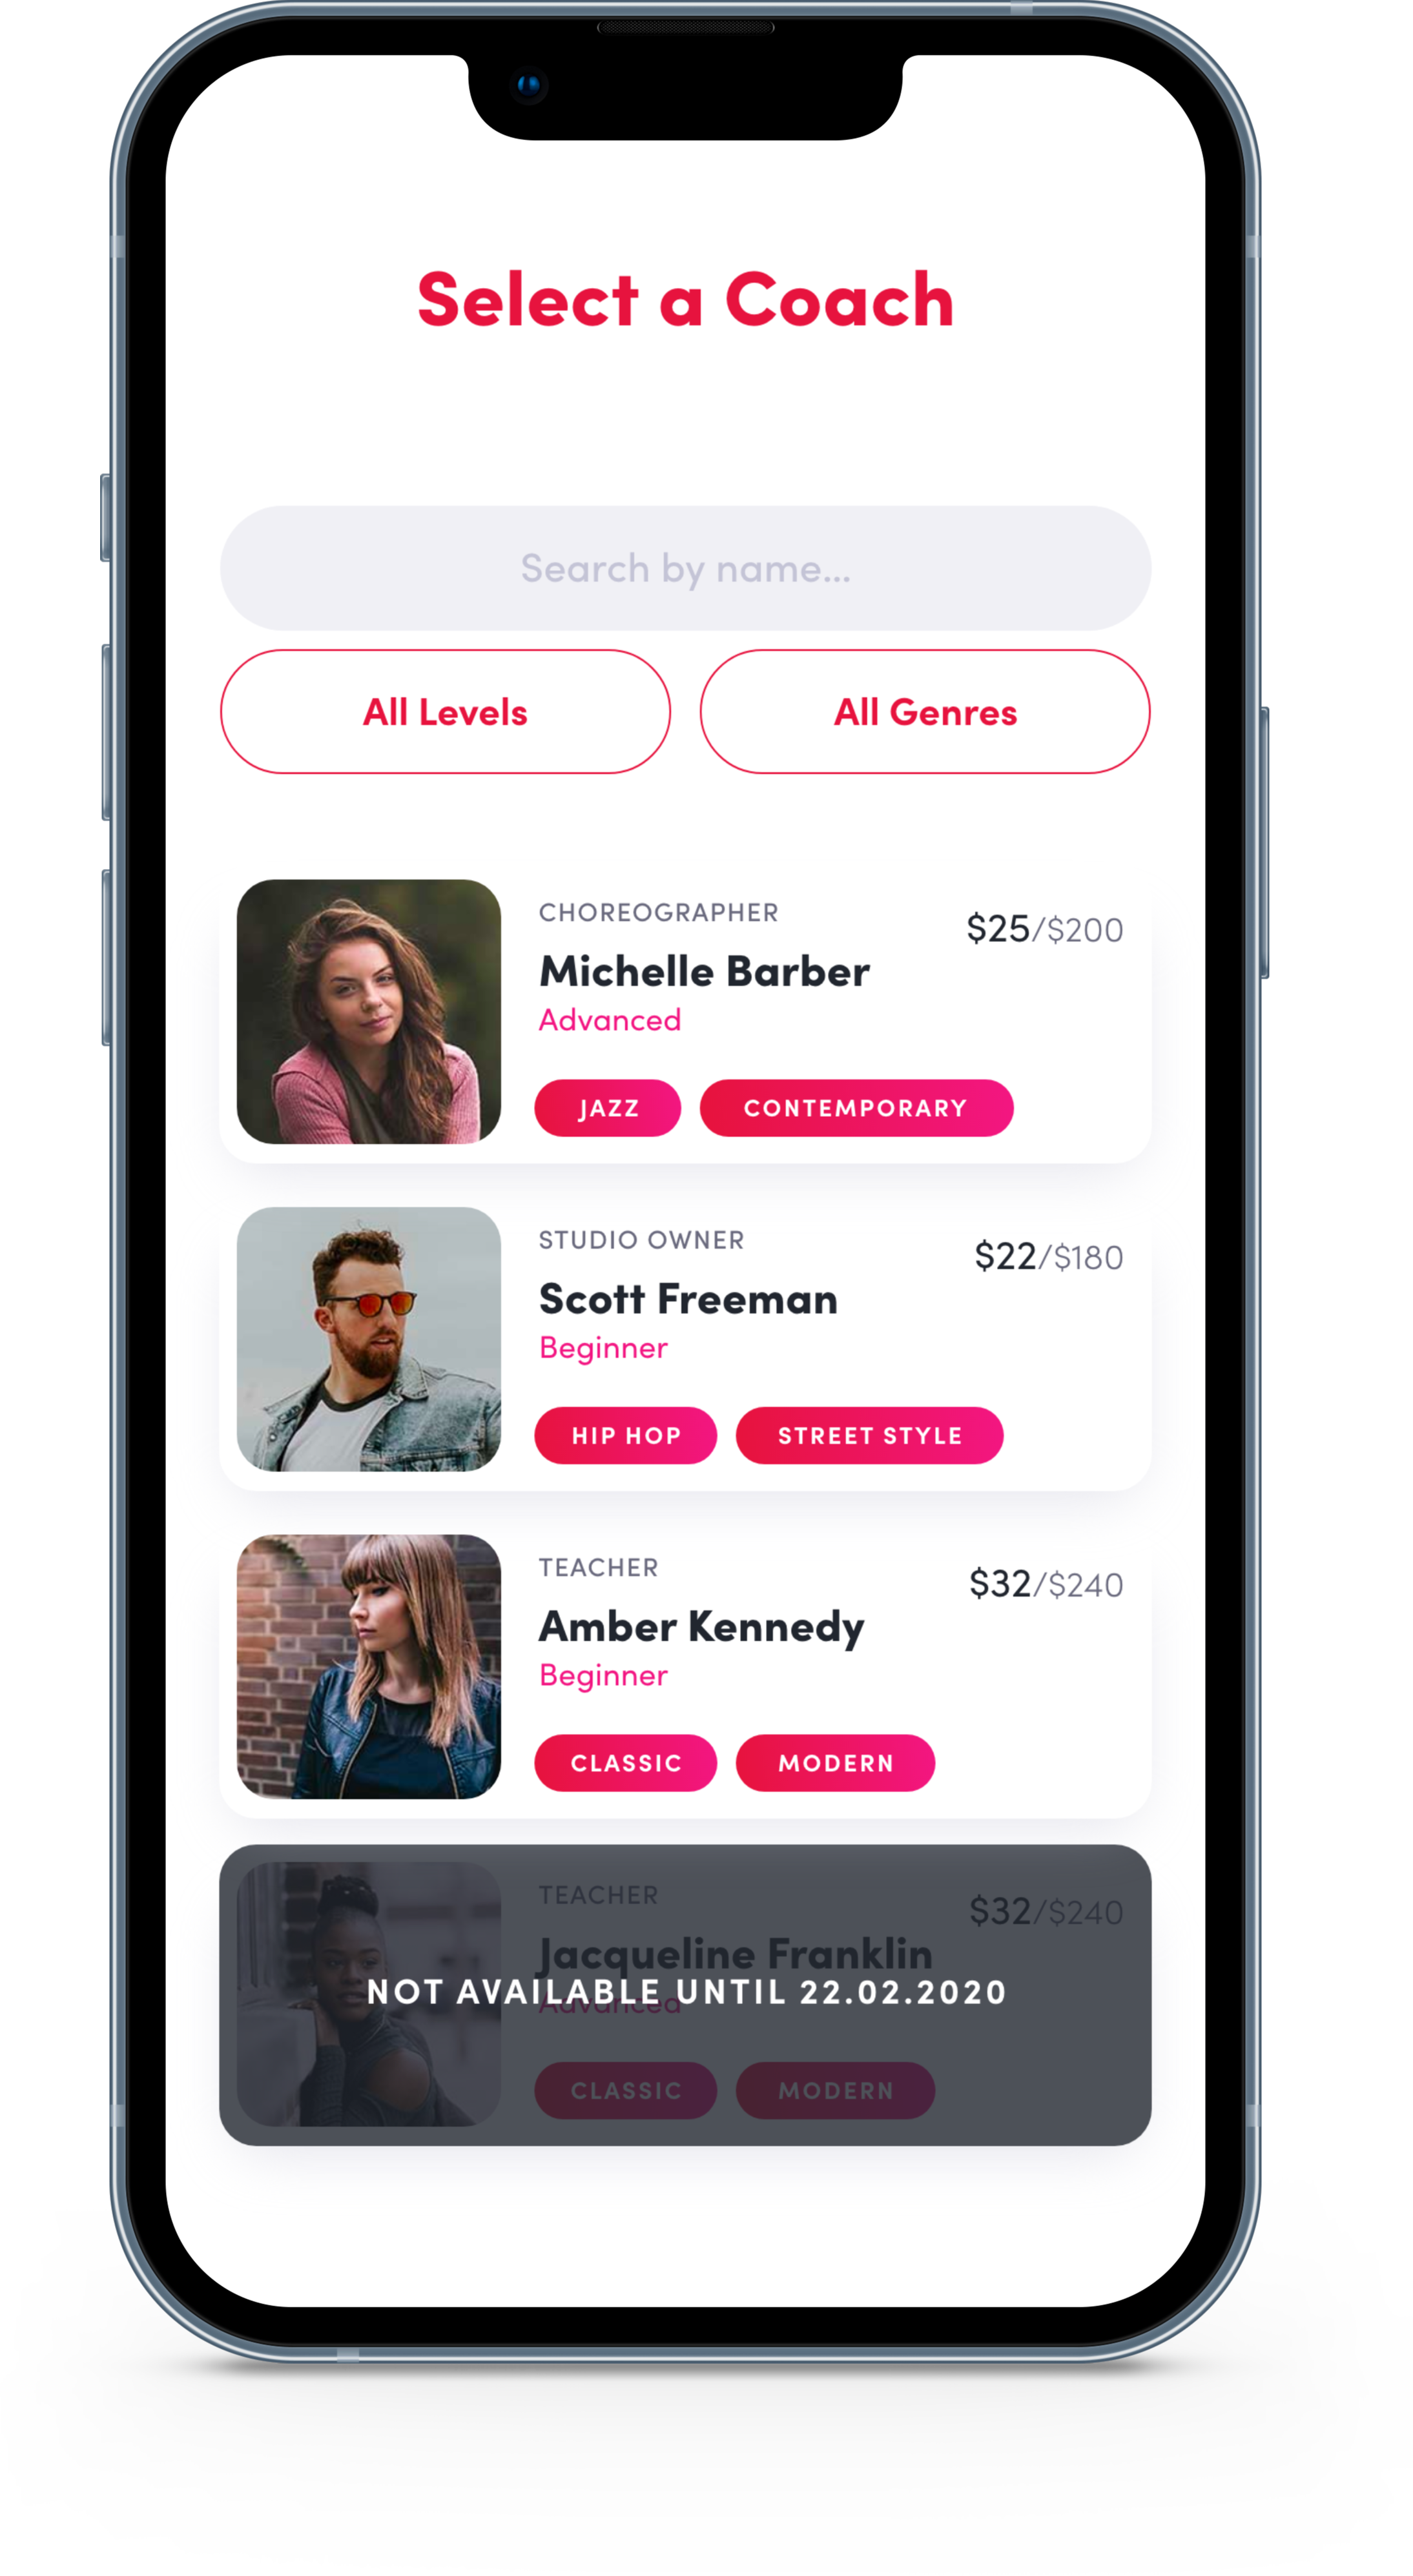 Select a Coach
Search by name...
All Levels
All Genres
CHOREOGRAPHER
$25/$200
Michelle Barber
Advanced
JAZZ
CONTEMPORARY
STUDIO OWNER
$22/$180
Scott Freeman
Beginner
HIP HOP
STREET STYLE
TEACHER
$32/$240
Amber Kennedy
Beginner
CLASSIC
MODERN
TEACHER
$32/$240
Jacqueline Franklin
NOT AVAILABLE UNTIL 22.02.2020
Advanced
CLASSIC
MODERN